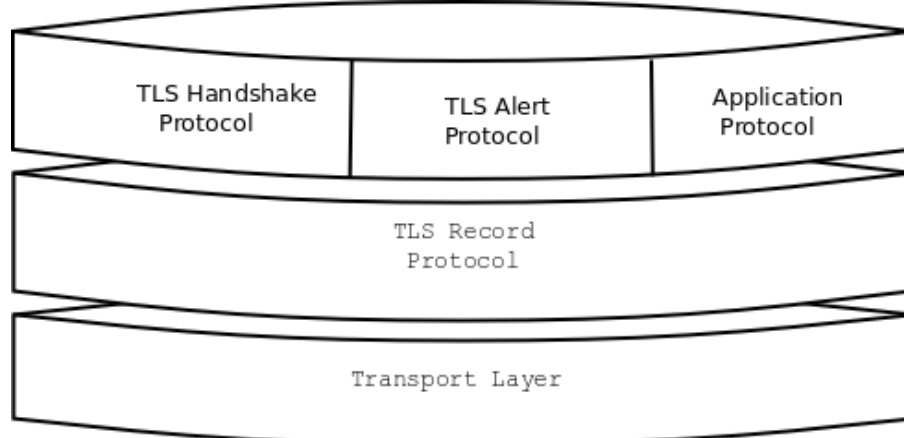 TLS Handshake
Protocol
TLS Alert
Protocol
Application
Protocol
TLS Record
Protocol
Transport Layer